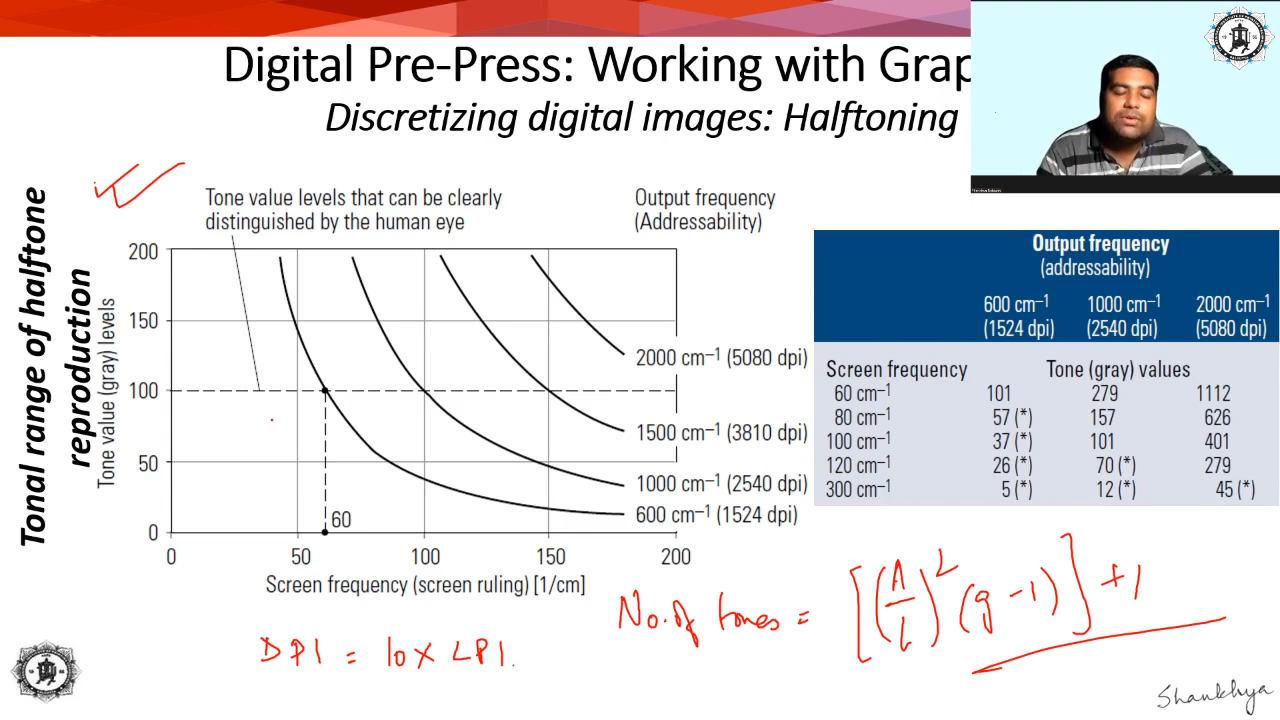 Digital Pre-Press: Working with Grap
Discretizing digital images: Halftoning
Tonal range of halftone
reproduction
Tone value levels that can be clearly
distinguished by the human eye
Output frequency
(Addressability)
Tone value (gray) levels
200
150
100
50
0
60
0
50
100
150
200
Screen frequency (screen ruling) [1/cm]
2000 cm⁻¹ (5080 dpi)
1500 cm⁻¹ (3810 dpi)
1000 cm⁻¹ (2540 dpi)
600 cm⁻¹ (1524 dpi)
Output frequency
(addressability)
600 cm⁻¹ 1000 cm⁻¹ 2000 cm⁻¹
(1524 dpi) (2540 dpi) (5080 dpi)
Screen frequency Tone (gray) values
60 cm⁻¹ 101 279 1112
80 cm⁻¹ 57 (*) 157 626
100 cm⁻¹ 37 (*) 101 401
120 cm⁻¹ 26 (*) 70 (*) 279
300 cm⁻¹ 5 (*) 12 (*) 45 (*)
No. of tones = [(A/L)² (g - 1)] + 1
DPI = 10 X LPI.
Shankhya